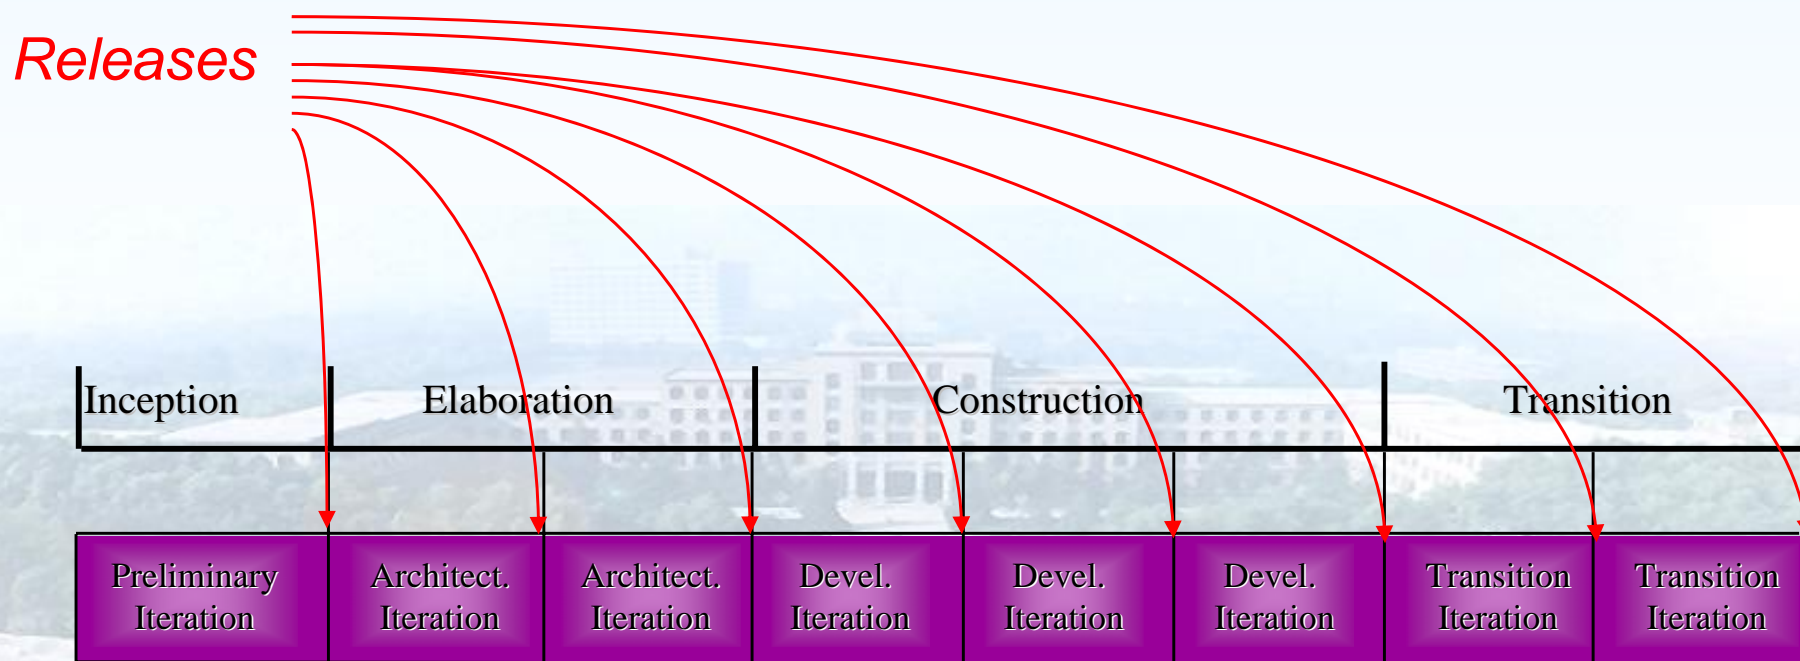 Releases
Inception Elaboration Construction Transition
Preliminary Iteration
Architect. Iteration
Architect. Iteration
Devel. Iteration
Devel. Iteration
Devel. Iteration
Transition Iteration
Transition Iteration